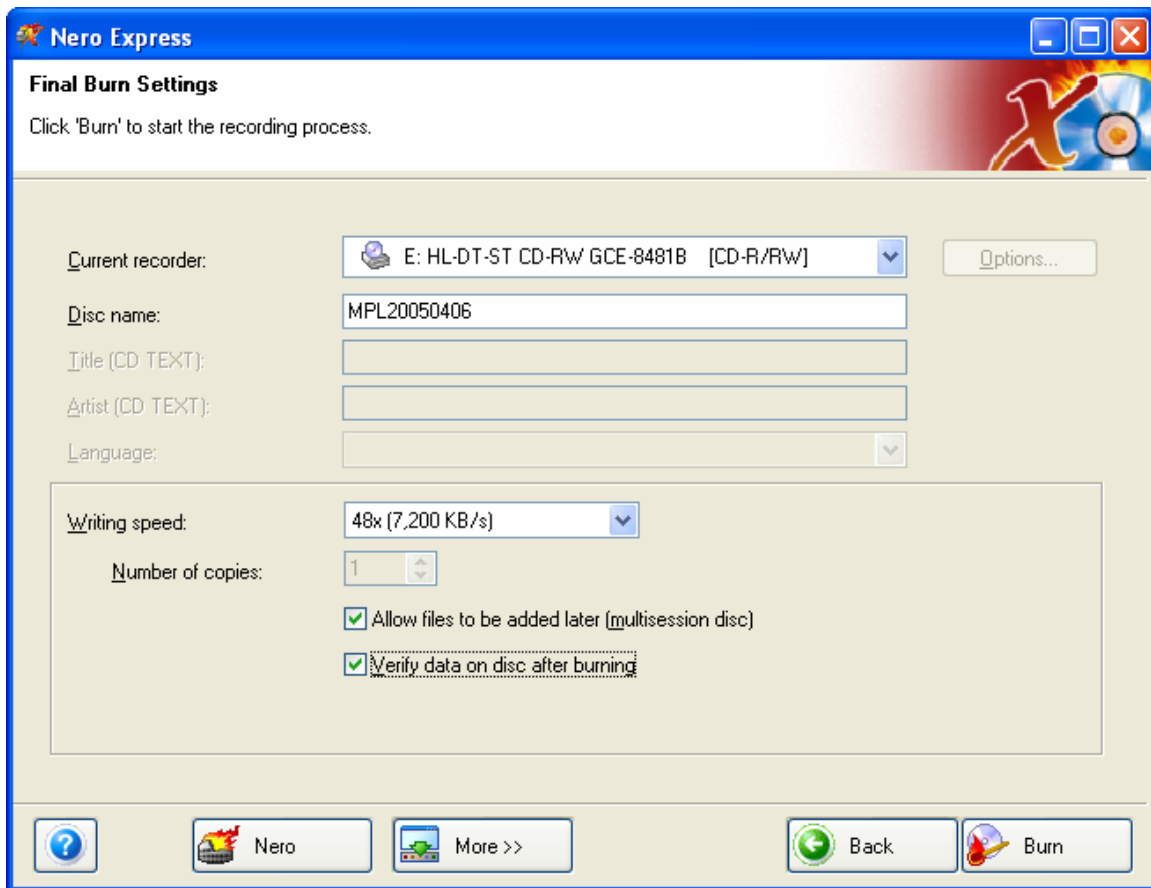 Nero Express
Final Burn Settings
Click 'Burn' to start the recording process.
Current recorder: E: HL-DT-ST CD-RW GCE-8481B [CD-R/RW] Options...
Disc name: MPL20050406
Title (CD TEXT):
Artist (CD TEXT):
Language:
Writing speed: 48x (7,200 KB/s)
Number of copies: 1
Allow files to be added later (multisession disc)
Verify data on disc after burning
? Nero More >> Back Burn